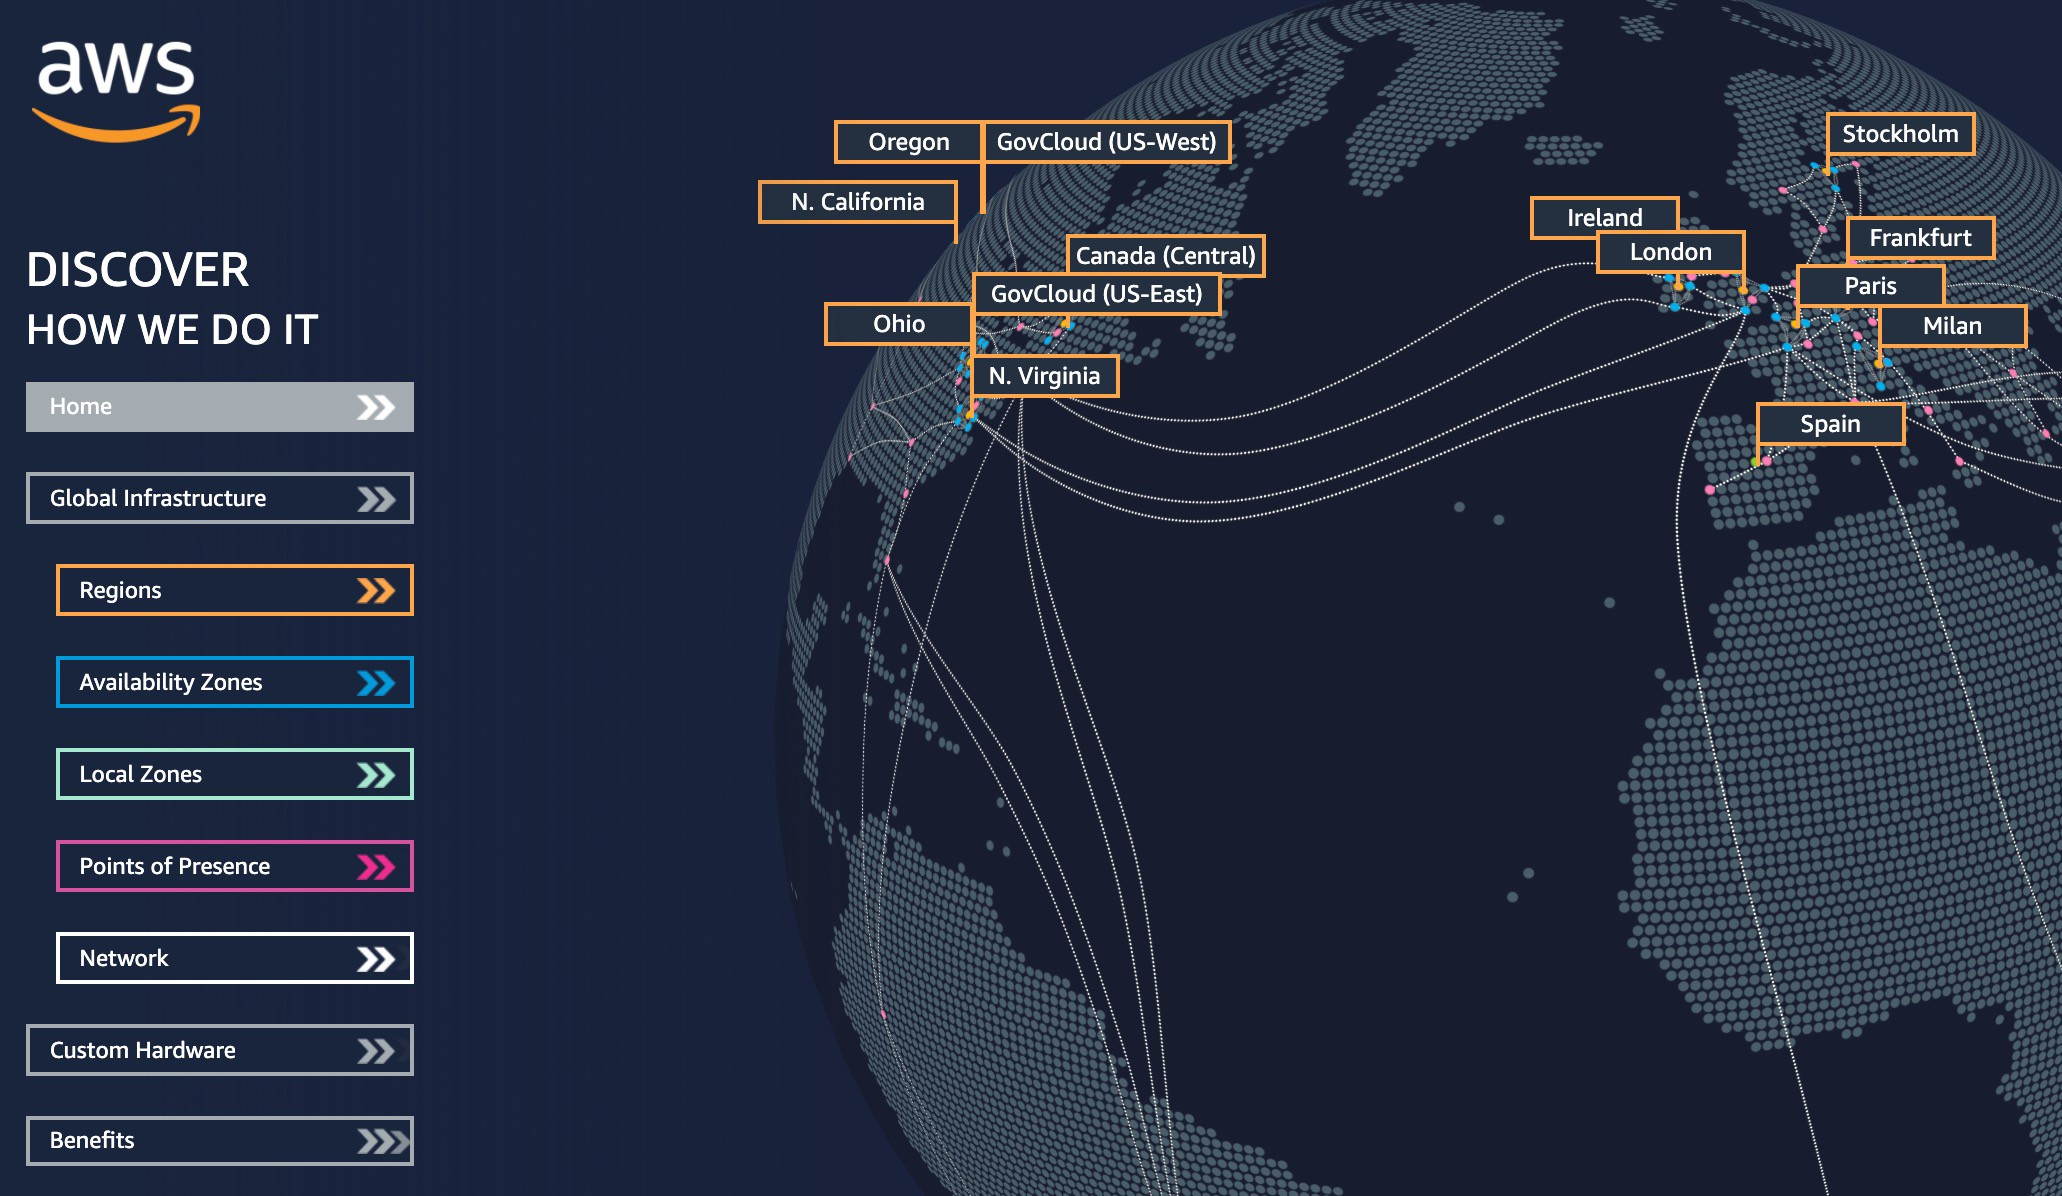 aws
DISCOVER
HOW WE DO IT
Home
Global Infrastructure
Regions
Availability Zones
Local Zones
Points of Presence
Network
Custom Hardware
Benefits
Oregon
GovCloud (US-West)
N. California
Canada (Central)
GovCloud (US-East)
Ohio
N. Virginia
Stockholm
Ireland
London
Frankfurt
Paris
Milan
Spain